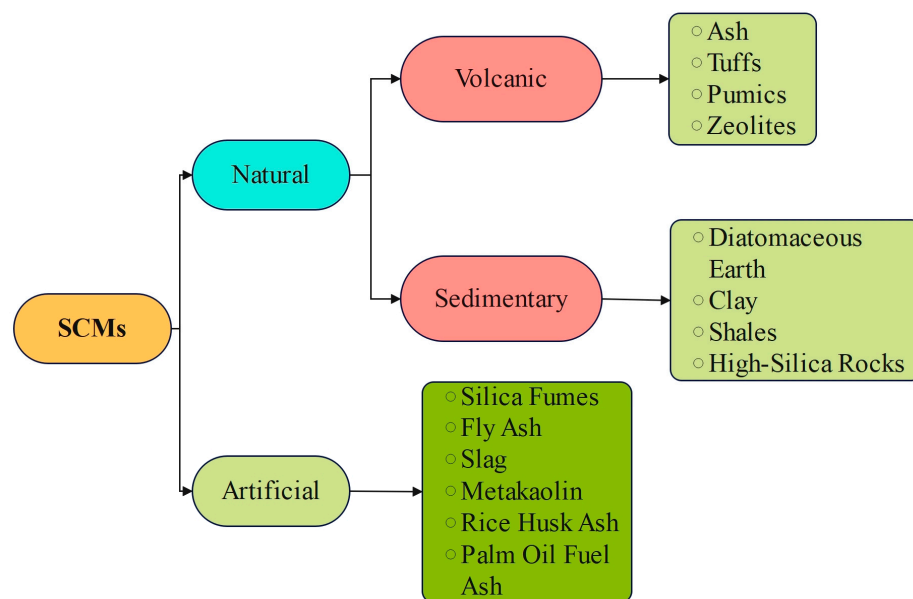 SCMs
Natural
Volcanic
○ Ash
○ Tuffs
○ Pumics
○ Zeolites
Sedimentary
○ Diatomaceous
Earth
○ Clay
○ Shales
○ High-Silica Rocks
Artificial
○ Silica Fumes
○ Fly Ash
○ Slag
○ Metakaolin
○ Rice Husk Ash
○ Palm Oil Fuel
Ash